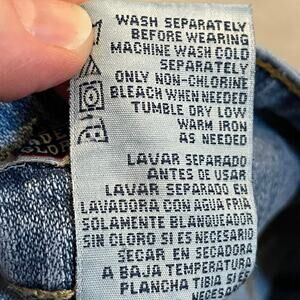 WASH SEPARATELY
BEFORE WEARING
MACHINE WASH COLD
SEPARATELY
ONLY NON-CHLORINE
BLEACH WHEN NEEDED
TUMBLE DRY LOW
WARM IRON
AS NEEDED
LAVAR SEPARADO
ANTES DE USAR
LAVAR SEPARADO EN
LAVADORA CON AGUA FRIA
SOLAMENTE BLANQUEADOR
SIN CLORO SI ES NECESARIO
SECAR EN SECADORA
A BAJA TEMPERATURA
PLANCHA TIBIA SI ES
NECESARIO